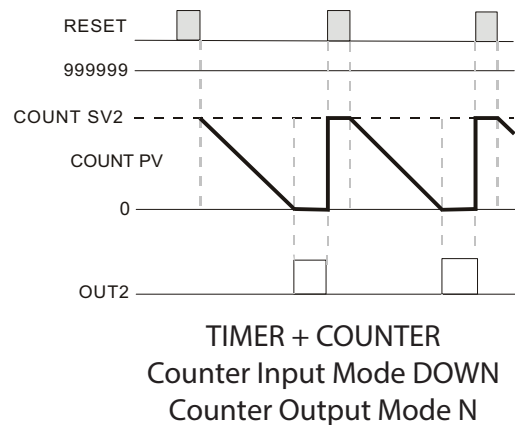 RESET
999999
COUNT SV2
COUNT PV
0
OUT2
TIMER + COUNTER
Counter Input Mode DOWN
Counter Output Mode N